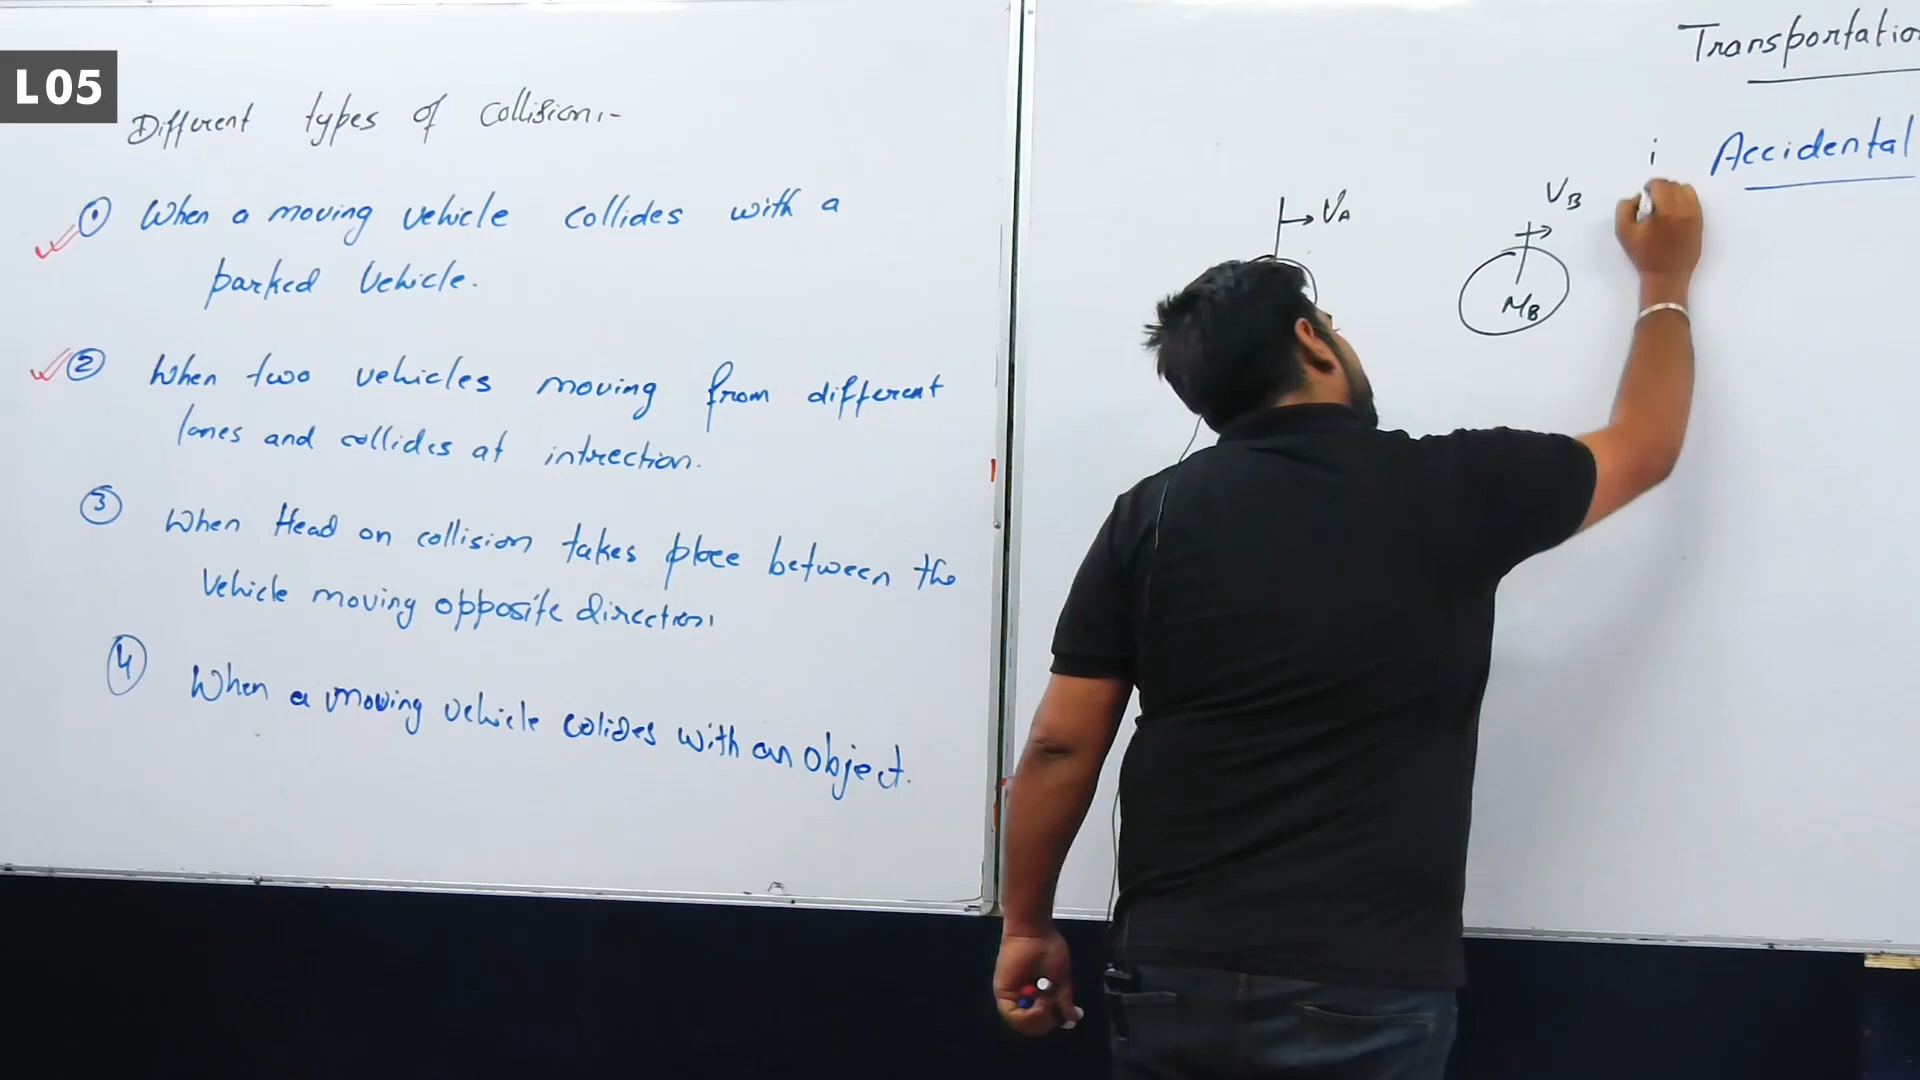 L05
Different types of Collision:-
① When a moving vehicle collides with a
parked Vehicle.
② When two vehicles moving from different
lanes and collides at intrection.
③ When Head on collision takes place between the
Vehicle moving opposite direction.
④ When a moving vehicle colides with an object.
Transportatio
i Accidental
VA
VB
MB